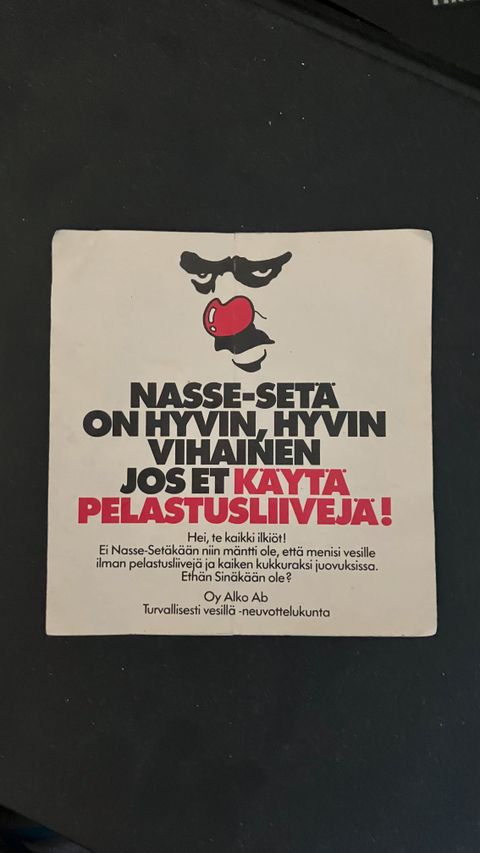 NASSE-SETÄ
ON HYVIN, HYVIN
VIHAINEN
JOS ET KÄYTÄ
PELASTUSLIIVEJÄ!
Hei, te kaikki ilkiöt!
Ei Nasse-Setäkään niin mäntti ole, että menisi vesille
ilman pelastusliivejä ja kaiken kukkuraksi juovuksissa.
Ethän Sinäkään ole?
Oy Alko Ab
Turvallisesti vesillä -neuvottelukunta